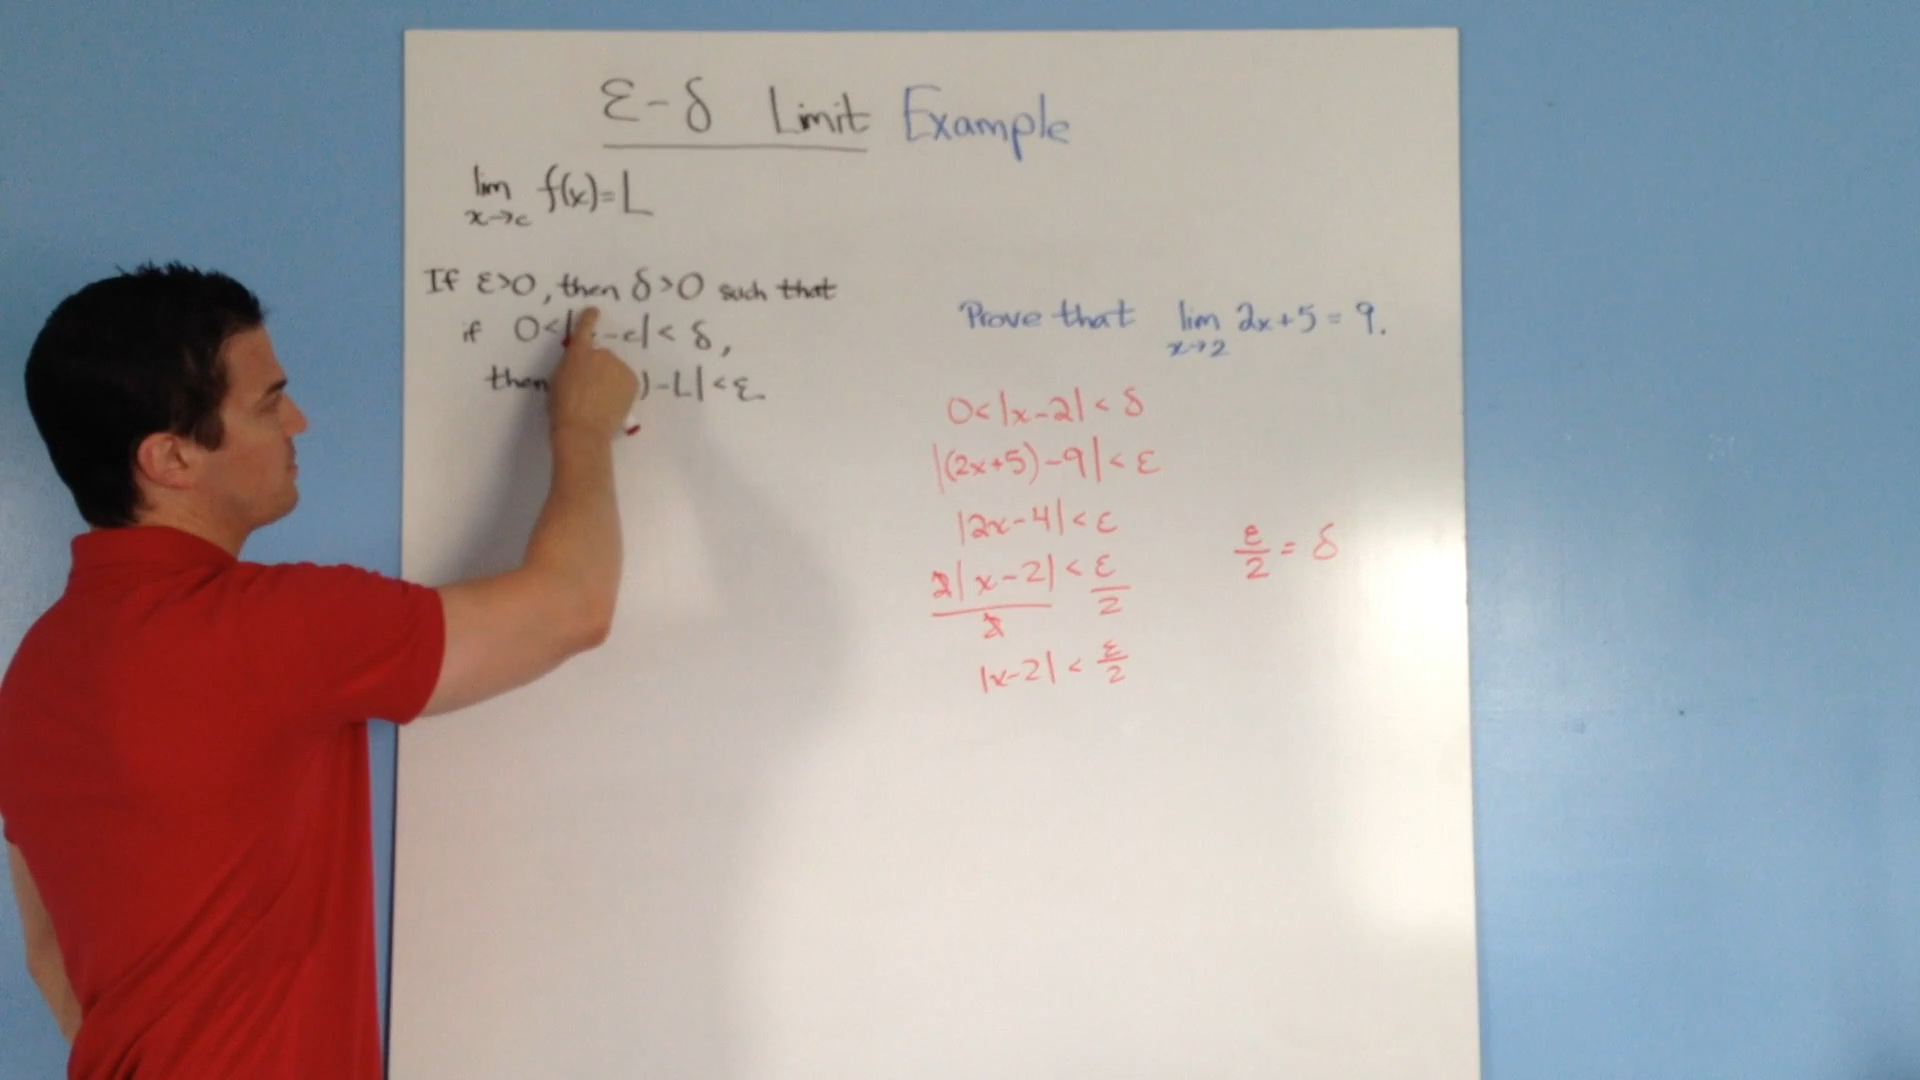 ε-δ Limit Example
lim f(x)=L
x→c
If ε>0, then δ>0 such that
if 0<| -c| < δ,
then )-L| < ε.
Prove that lim 2x+5 = 9.
x→2
0<|x-2| < δ
|(2x+5)-9| < ε
|2x-4| < ε
2|x-2| < ε
2 2
|x-2| < ε/2
ε/2 = δ